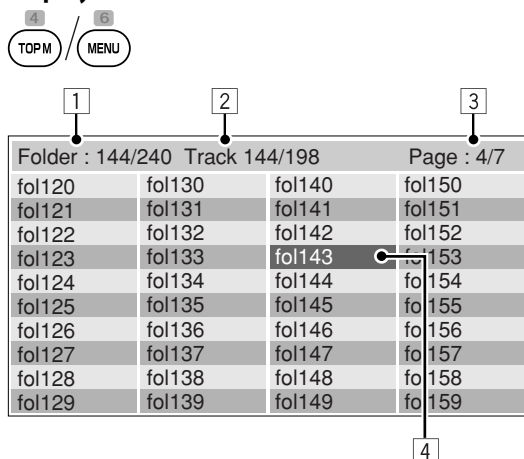 4 6
TOP M / MENU
1 2 3
Folder : 144/240 Track 144/198 Page : 4/7
fol120 fol130 fol140 fol150
fol121 fol131 fol141 fol151
fol122 fol132 fol142 fol152
fol123 fol133 fol143 fol153
fol124 fol134 fol144 fol154
fol125 fol135 fol145 fol155
fol126 fol136 fol146 fol156
fol127 fol137 fol147 fol157
fol128 fol138 fol148 fol158
fol129 fol139 fol149 fol159
4